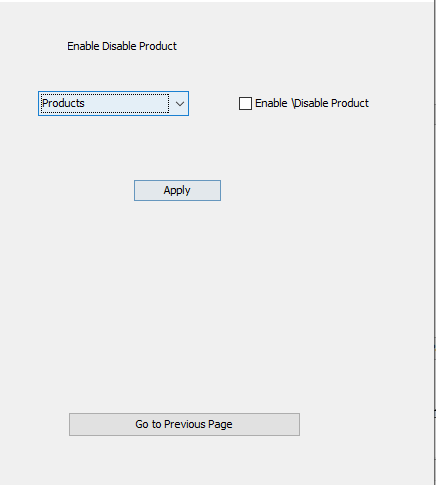 Enable Disable Product
Products
Enable \Disable Product
Apply
Go to Previous Page